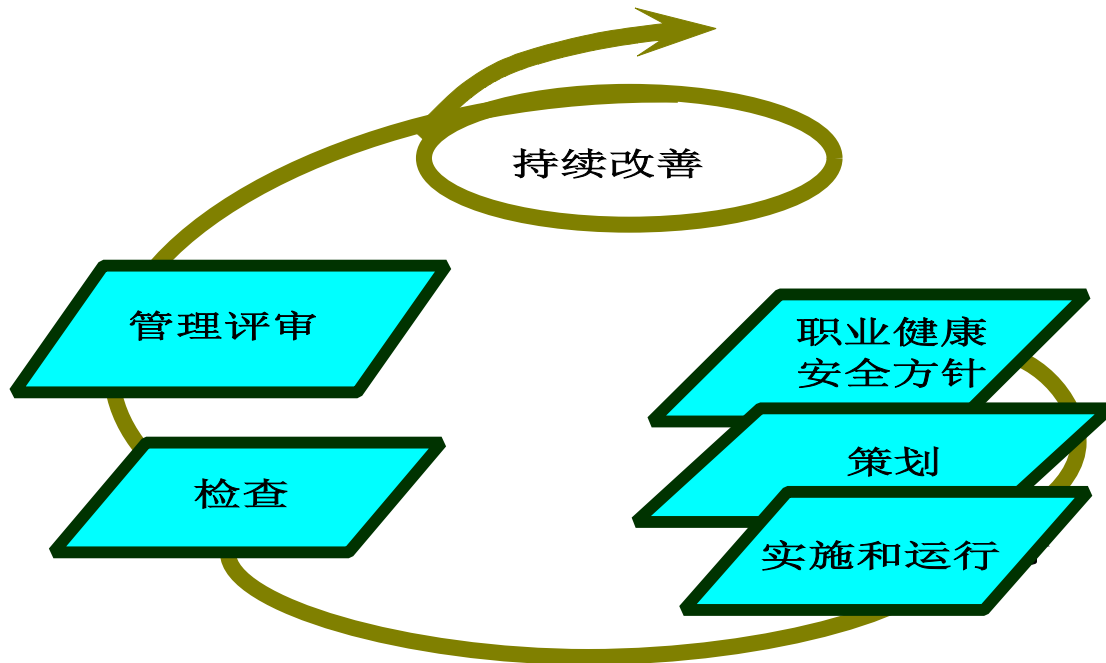 持续改善
管理评审
职业健康
安全方针
策划
检查
实施和运行